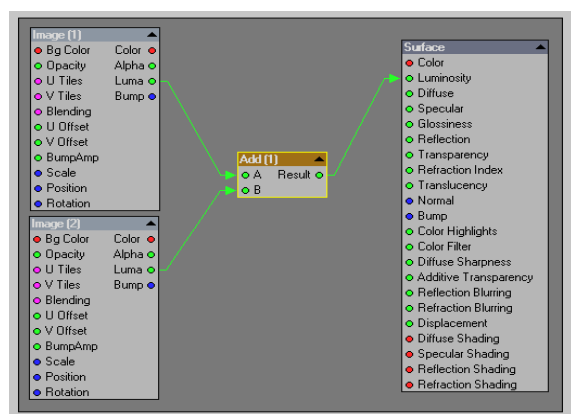 Image (1)
Bg Color Color
Opacity Alpha
U Tiles Luma
V Tiles Bump
Blending
U Offset
V Offset
BumpAmp
Scale
Position
Rotation
Image (2)
Bg Color Color
Opacity Alpha
U Tiles Luma
V Tiles Bump
Blending
U Offset
V Offset
BumpAmp
Scale
Position
Rotation
Add (1)
A Result
B
Surface
Color
Luminosity
Diffuse
Specular
Glossiness
Reflection
Transparency
Refraction Index
Translucency
Normal
Bump
Color Highlights
Color Filter
Diffuse Sharpness
Additive Transparency
Reflection Blurring
Refraction Blurring
Displacement
Diffuse Shading
Specular Shading
Reflection Shading
Refraction Shading